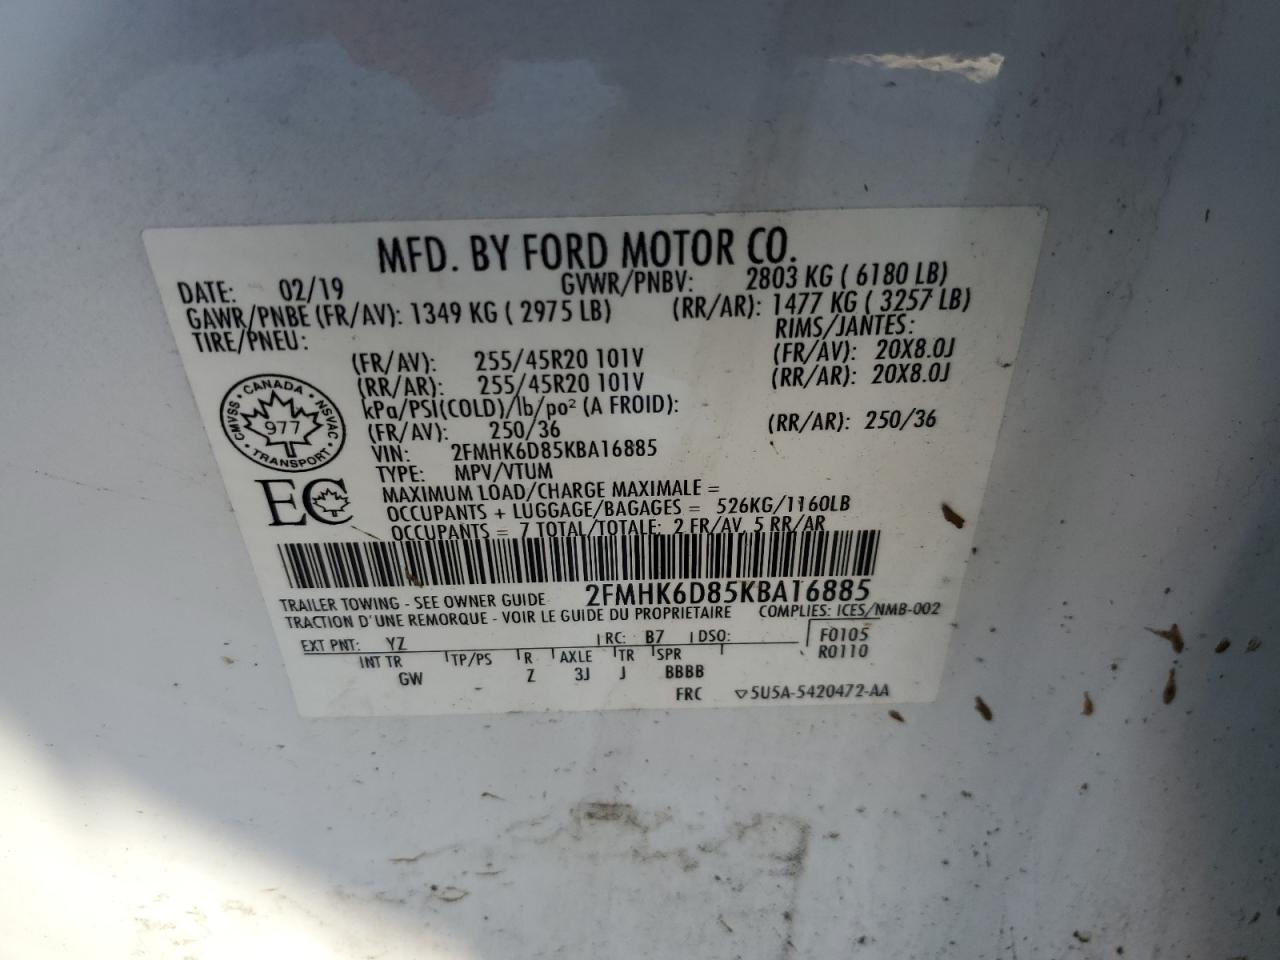 MFD. BY FORD MOTOR CO.
DATE: 02/19 GVWR/PNBV: 2803 KG ( 6180 LB)
GAWR/PNBE (FR/AV): 1349 KG ( 2975 LB) (RR/AR): 1477 KG ( 3257 LB)
TIRE/PNEU: RIMS/JANTES:
(FR/AV): 255/45R20 101V (FR/AV): 20X8.0J
(RR/AR): 255/45R20 101V (RR/AR): 20X8.0J
kPa/PSI(COLD)/lb/po² (A FROID):
(FR/AV): 250/36 (RR/AR): 250/36
CANADA
CMVSS 977 NSVAC
TRANSPORT
VIN: 2FMHK6D85KBA16885
TYPE: MPV/VTUM
EC
MAXIMUM LOAD/CHARGE MAXIMALE =
OCCUPANTS + LUGGAGE/BAGAGES = 526KG/1160LB
OCCUPANTS = 7 TOTAL/TOTALE: 2 FR/AV, 5 RR/AR
2FMHK6D85KBA16885
TRAILER TOWING - SEE OWNER GUIDE
TRACTION D'UNE REMORQUE - VOIR LE GUIDE DU PROPRIETAIRE COMPLIES: ICES/NMB-002
EXT PNT: YZ RC: B7 DSO: F0105
INT TR TP/PS R AXLE TR SPR R0110
GW Z 3J J BBBB
FRC ▽5U5A-5420472-AA